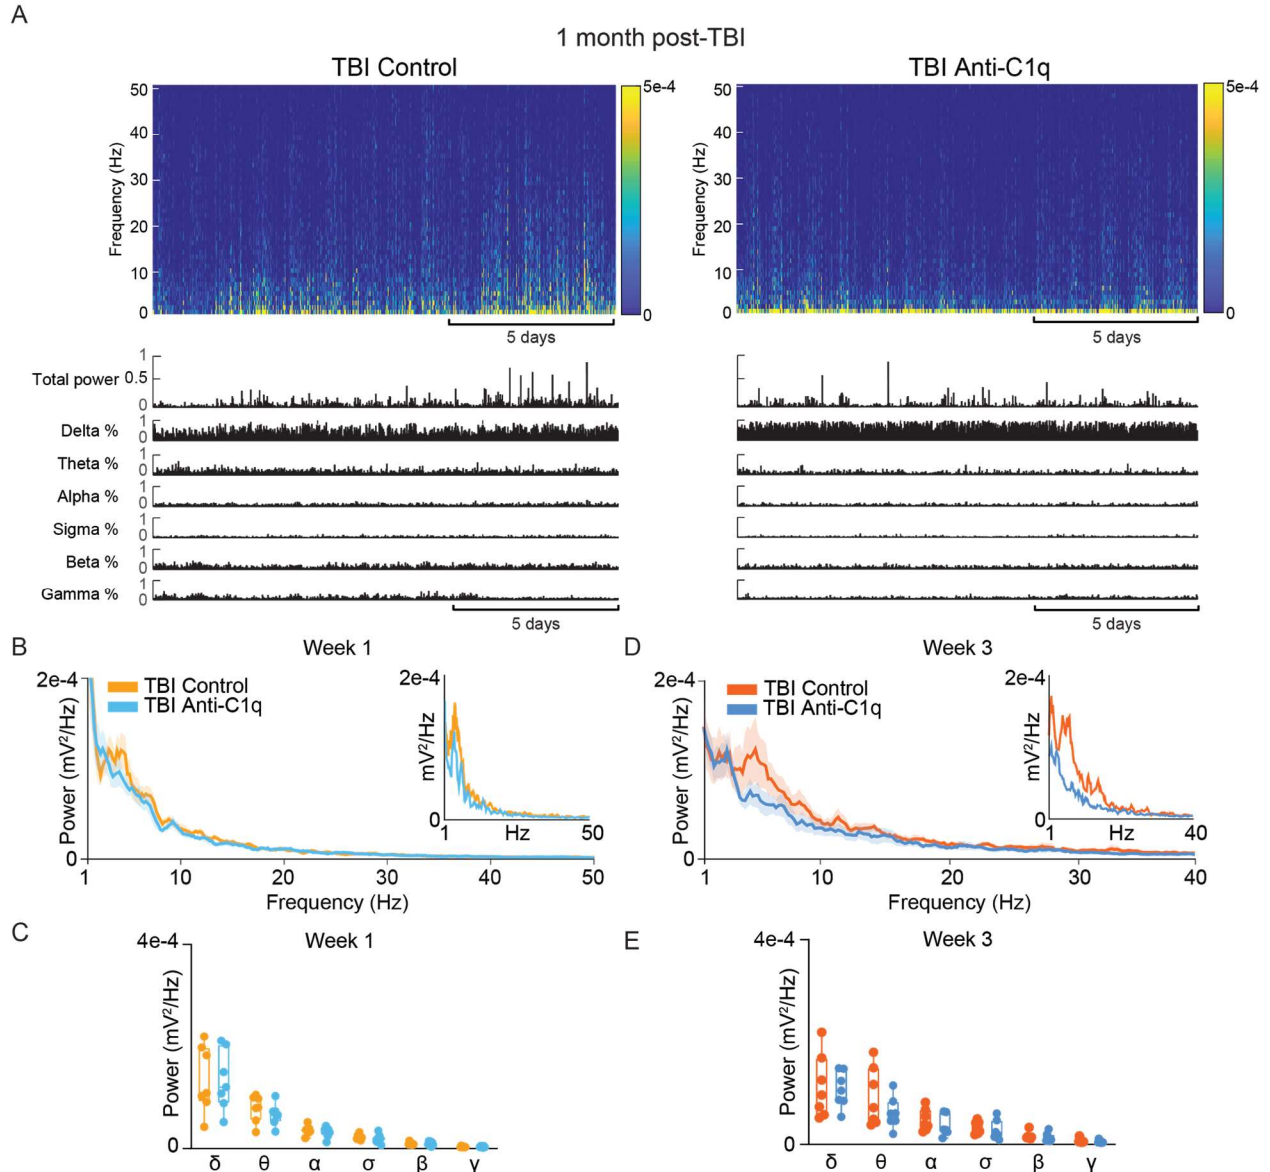 A
1 month post-TBI
TBI Control
TBI Anti-C1q
50
40
30
20
10
0
Frequency (Hz)
5e-4
0
5 days
50
40
30
20
10
0
Frequency (Hz)
5e-4
0
5 days
Total power
1
0.5
0
Delta %
1
0
Theta %
1
0
Alpha %
1
0
Sigma %
1
0
Beta %
1
0
Gamma %
1
0
5 days
5 days
B
Week 1
2e-4
0
Power (mV²/Hz)
TBI Control
TBI Anti-C1q
2e-4
mV²/Hz
0
1
Hz
50
1
10
20
30
40
50
Frequency (Hz)
D
Week 3
2e-4
0
Power (mV²/Hz)
TBI Control
TBI Anti-C1q
2e-4
mV²/Hz
0
1
Hz
40
1
10
20
30
40
Frequency (Hz)
C
Week 1
4e-4
0
Power (mV²/Hz)
δ θ α σ β γ
E
Week 3
4e-4
0
Power (mV²/Hz)
δ θ α σ β γ